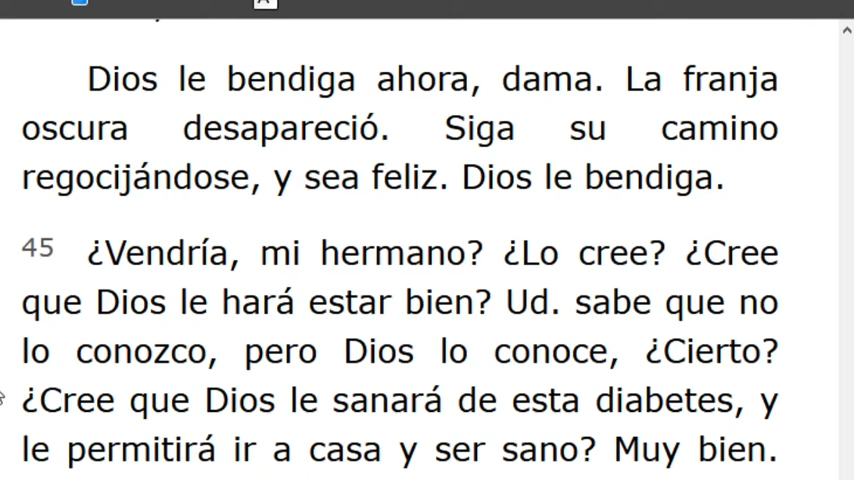 Dios le bendiga ahora, dama. La franja
oscura desapareció. Siga su camino
regocijándose, y sea feliz. Dios le bendiga.
45 ¿Vendría, mi hermano? ¿Lo cree? ¿Cree
que Dios le hará estar bien? Ud. sabe que no
lo conozco, pero Dios lo conoce, ¿Cierto?
¿Cree que Dios le sanará de esta diabetes, y
le permitirá ir a casa y ser sano? Muy bien.